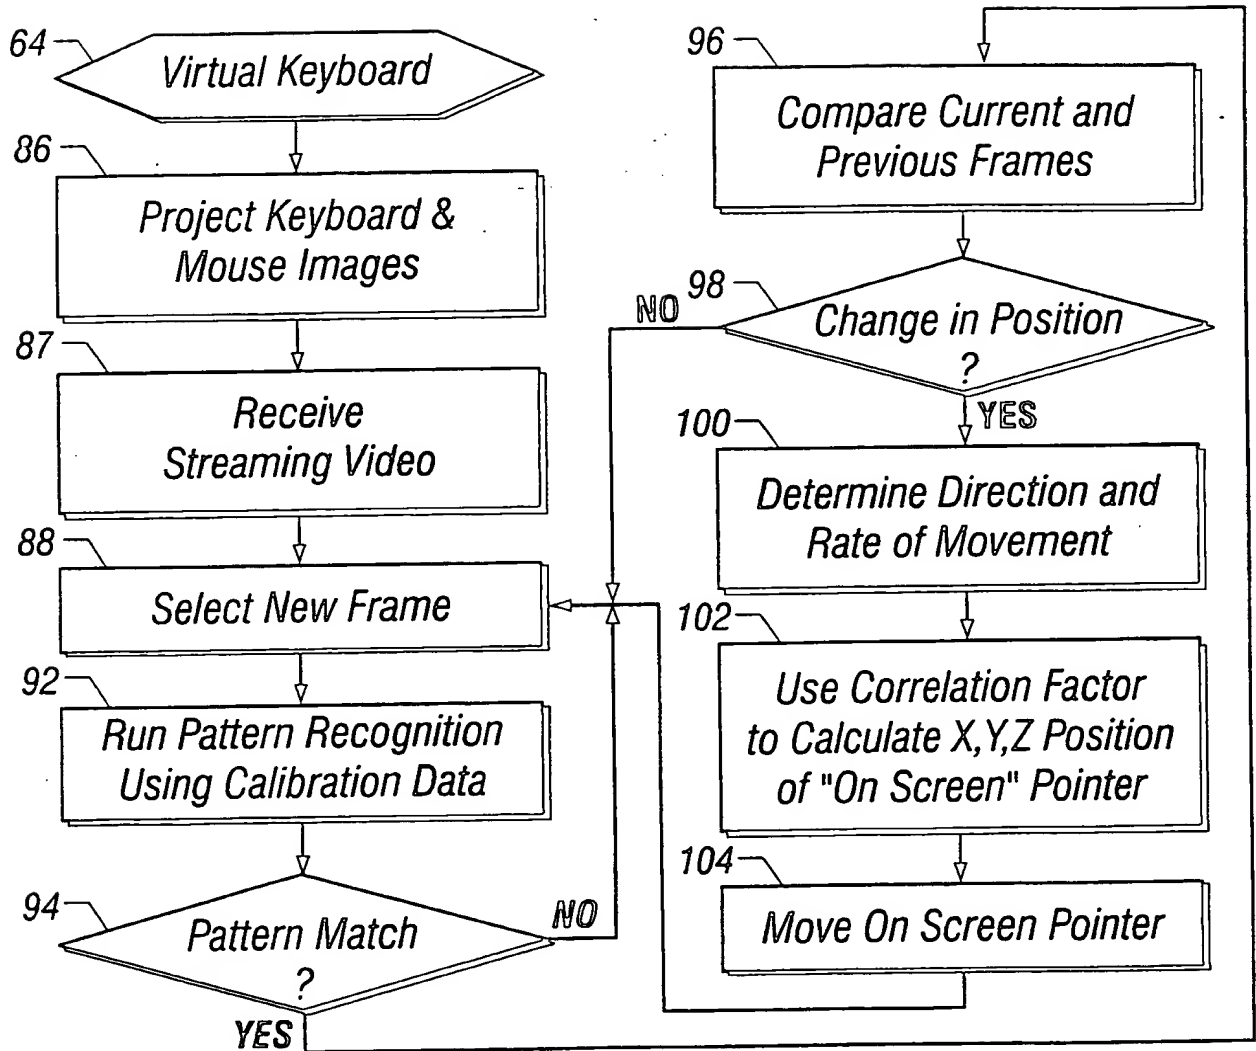 64
Virtual Keyboard
86
Project Keyboard &
Mouse Images
87
Receive
Streaming Video
88
Select New Frame
92
Run Pattern Recognition
Using Calibration Data
94
Pattern Match
?
NO
YES
96
Compare Current and
Previous Frames
98
NO
Change in Position
?
YES
100
Determine Direction and
Rate of Movement
102
Use Correlation Factor
to Calculate X,Y,Z Position
of "On Screen" Pointer
104
Move On Screen Pointer